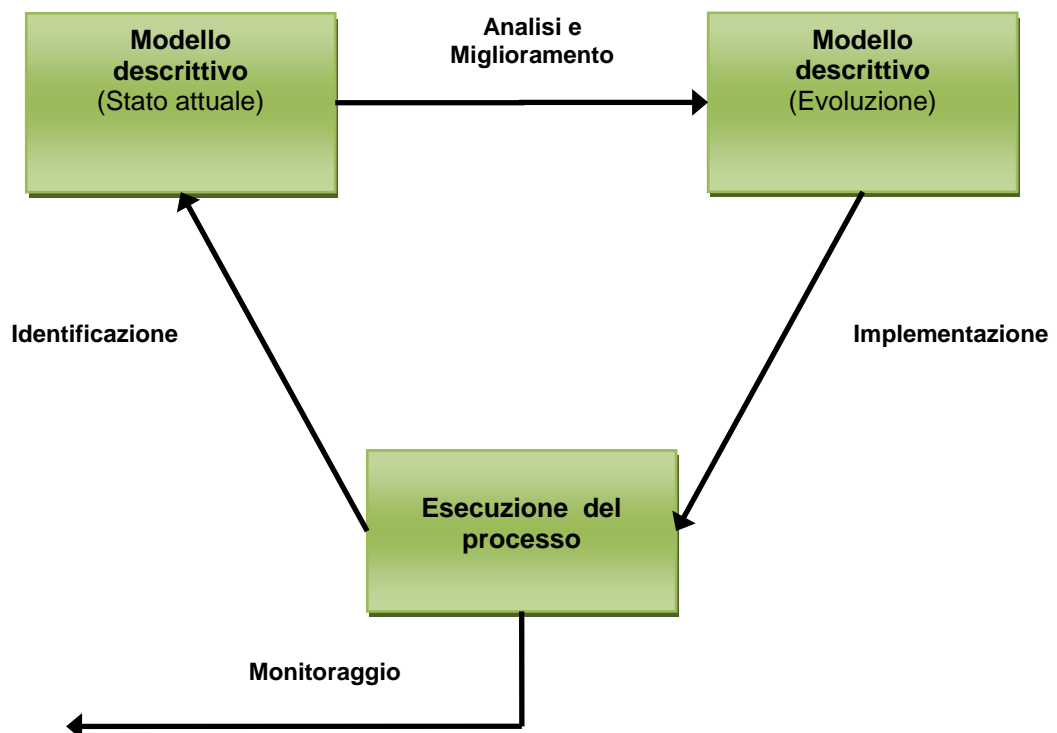 Modello
descrittivo
(Stato attuale)
Analisi e
Miglioramento
Modello
descrittivo
(Evoluzione)
Identificazione
Implementazione
Esecuzione del
processo
Monitoraggio